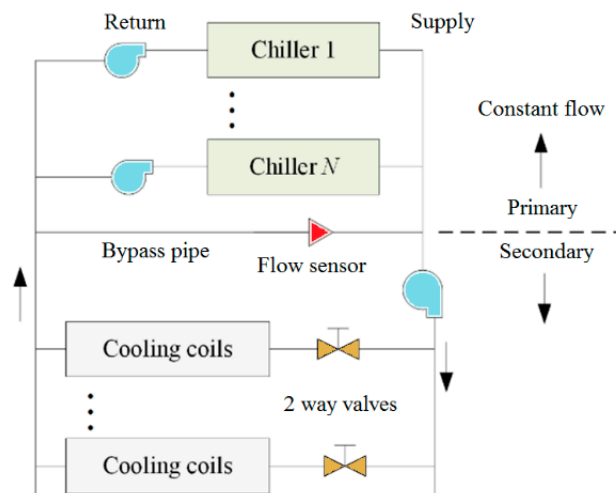 Return
Supply
Chiller 1
Constant flow
Chiller N
Primary
Bypass pipe
Flow sensor
Secondary
Cooling coils
2 way valves
Cooling coils